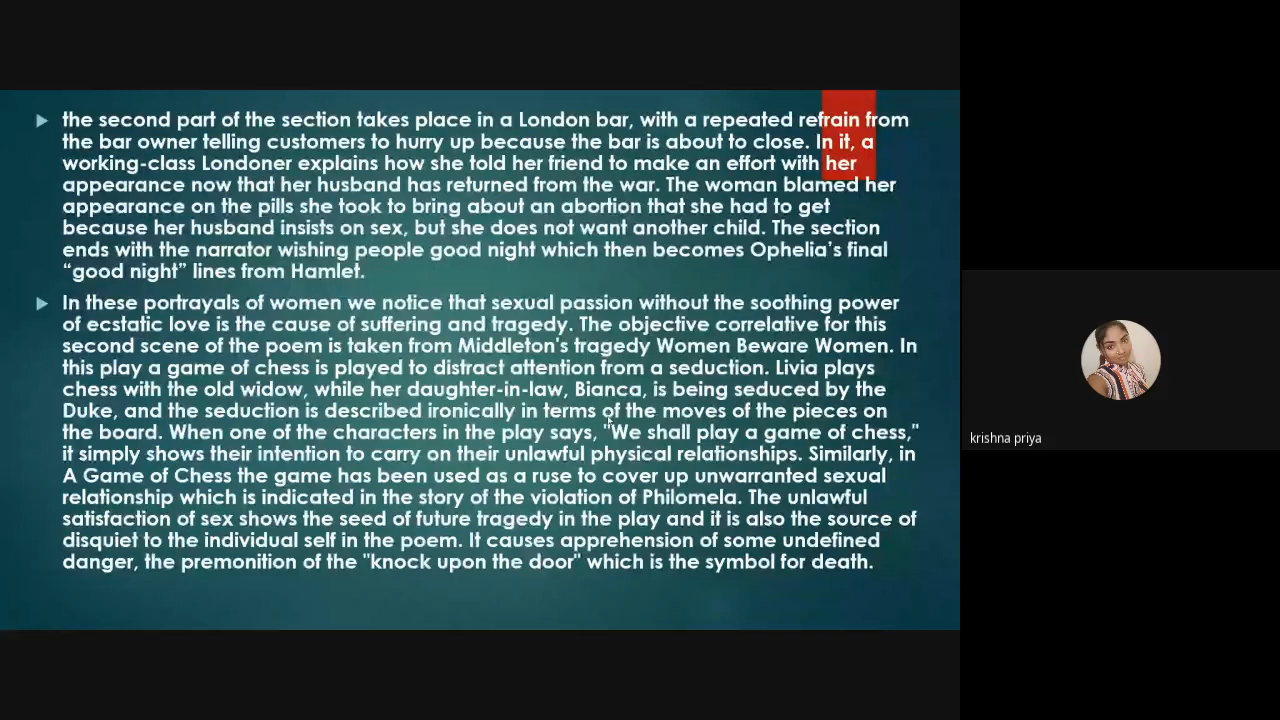 the second part of the section takes place in a London bar, with a repeated refrain from
the bar owner telling customers to hurry up because the bar is about to close. In it, a
working-class Londoner explains how she told her friend to make an effort with her
appearance now that her husband has returned from the war. The woman blamed her
appearance on the pills she took to bring about an abortion that she had to get
because her husband insists on sex, but she does not want another child. The section
ends with the narrator wishing people good night which then becomes Ophelia’s final
“good night” lines from Hamlet.
In these portrayals of women we notice that sexual passion without the soothing power
of ecstatic love is the cause of suffering and tragedy. The objective correlative for this
second scene of the poem is taken from Middleton's tragedy Women Beware Women. In
this play a game of chess is played to distract attention from a seduction. Livia plays
chess with the old widow, while her daughter-in-law, Bianca, is being seduced by the
Duke, and the seduction is described ironically in terms of the moves of the pieces on
the board. When one of the characters in the play says, "We shall play a game of chess,"
it simply shows their intention to carry on their unlawful physical relationships. Similarly, in
A Game of Chess the game has been used as a ruse to cover up unwarranted sexual
relationship which is indicated in the story of the violation of Philomela. The unlawful
satisfaction of sex shows the seed of future tragedy in the play and it is also the source of
disquiet to the individual self in the poem. It causes apprehension of some undefined
danger, the premonition of the "knock upon the door" which is the symbol for death.
krishna priya